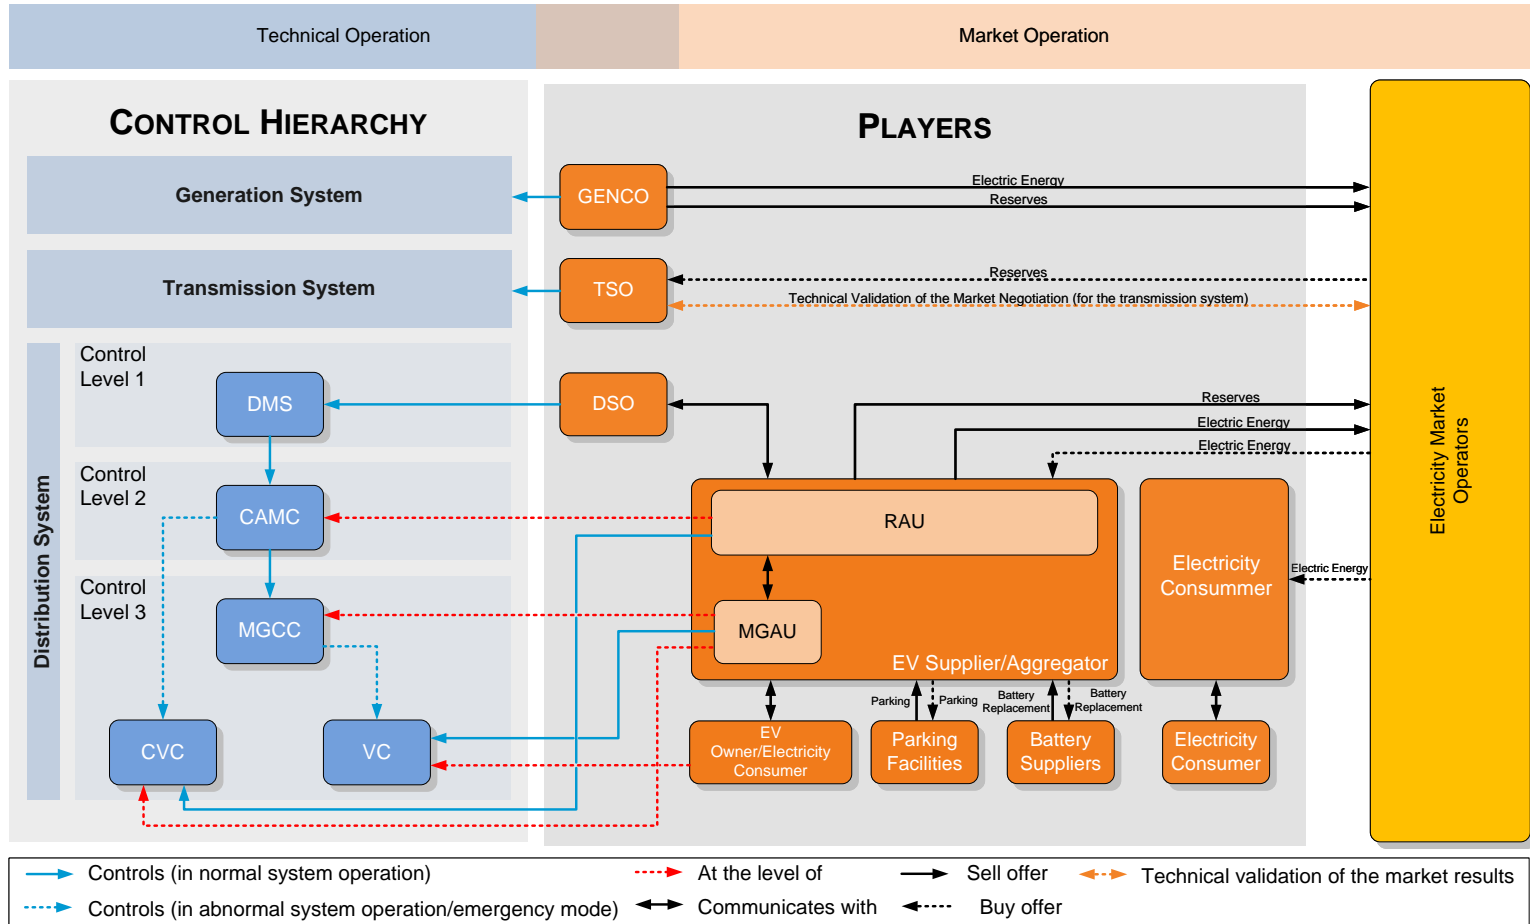 Technical Operation
Market Operation
CONTROL HIERARCHY
PLAYERS
Generation System
GENCO
Electric Energy
Reserves
Transmission System
TSO
Reserves
Technical Validation of the Market Negotiation (for the transmission system)
Electricity Market
Operators
Distribution System
Control
Level 1
DMS
DSO
Reserves
Electric Energy
Electric Energy
Control
Level 2
CAMC
RAU
Electricity
Consummer
Electric Energy
Control
Level 3
MGCC
MGAU
EV Supplier/Aggregator
Parking
Parking
Battery
Replacement
Battery
Replacement
CVC
VC
EV
Owner/Electricity
Consumer
Parking
Facilities
Battery
Suppliers
Electricity
Consumer
Controls (in normal system operation)
At the level of
Sell offer
Technical validation of the market results
Controls (in abnormal system operation/emergency mode)
Communicates with
Buy offer